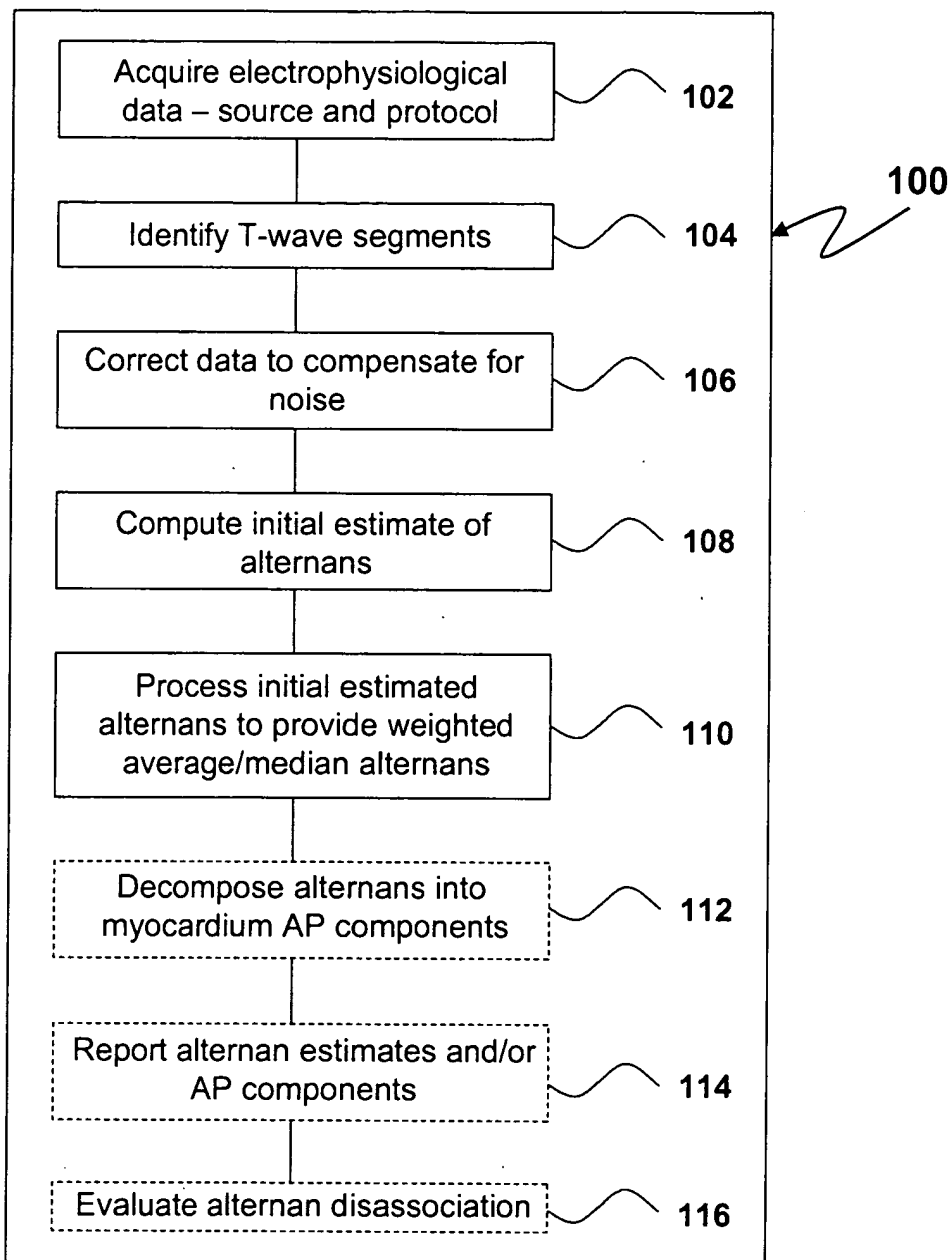 Acquire electrophysiological
data – source and protocol
102
100
Identify T-wave segments
104
Correct data to compensate for
noise
106
Compute initial estimate of
alternans
108
Process initial estimated
alternans to provide weighted
average/median alternans
110
Decompose alternans into
myocardium AP components
112
Report alternan estimates and/or
AP components
114
Evaluate alternan disassociation
116